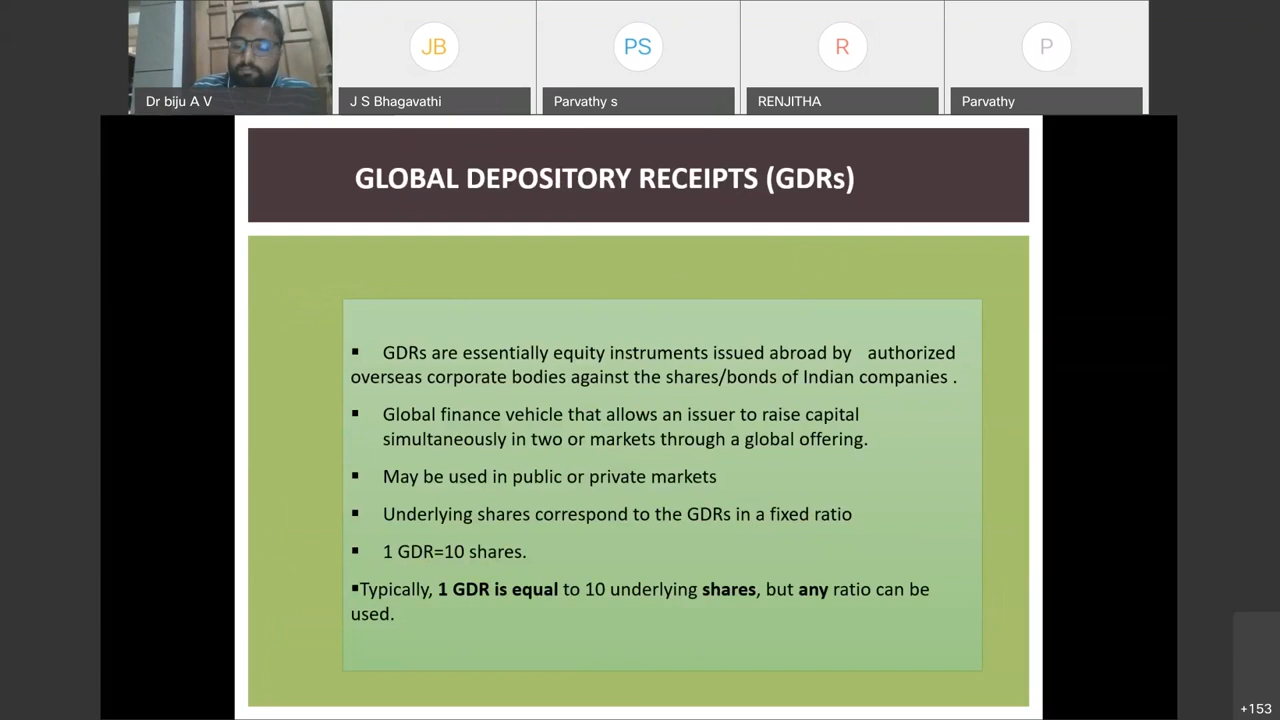 JB
PS
R
P
Dr biju A V
J S Bhagavathi
Parvathy s
RENJITHA
Parvathy
GLOBAL DEPOSITORY RECEIPTS (GDRs)
▪ GDRs are essentially equity instruments issued abroad by authorized
overseas corporate bodies against the shares/bonds of Indian companies .
▪ Global finance vehicle that allows an issuer to raise capital
simultaneously in two or markets through a global offering.
▪ May be used in public or private markets
▪ Underlying shares correspond to the GDRs in a fixed ratio
▪ 1 GDR=10 shares.
▪Typically, 1 GDR is equal to 10 underlying shares, but any ratio can be
used.
+153